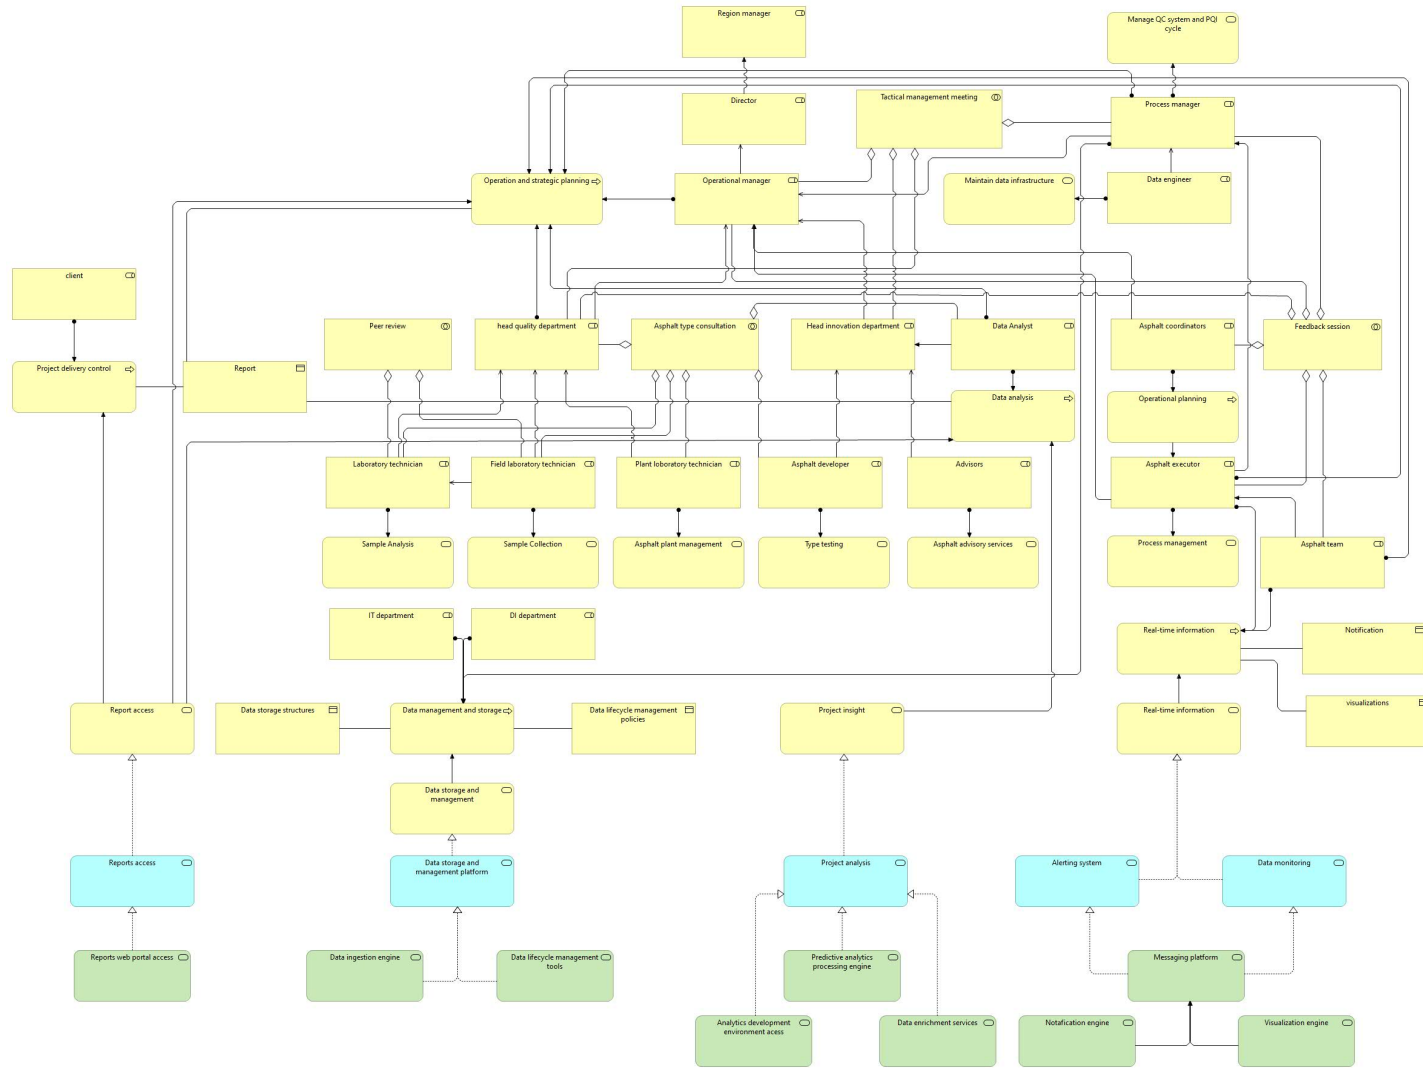 Region manager
Manage QC system and PQI
cycle
Director
Tactical management meeting
Process manager
Operation and strategic planning
Operational manager
Maintain data infrastructure
Data engineer
client
Peer review
head quality department
Asphalt type consultation
Head innovation department
Data Analyst
Asphalt coordinators
Feedback session
Project delivery control
Report
Data analysis
Operational planning
Laboratory technician
Field laboratory technician
Plant loboratory technician
Asphalt developer
Advisors
Asphalt executor
Sample Analysis
Sample Collection
Asphalt plant management
Type testing
Asphalt advisory services
Process management
Asphalt team
IT department
DI department
Real-time information
Notification
Report access
Data storage structures
Data management and storage
Data lifecycle management
policies
Project insight
Real-time information
visualizations
Data storage and
management
Reports access
Data storage and
management platform
Project analysis
Alerting system
Data monitoring
Reports web portal access
Data ingestion engine
Data lifecycle management
tools
Predictive analytics
processing engine
Messaging platform
Analytics development
environment acess
Data enrichment services
Notafication engine
Visualization engine